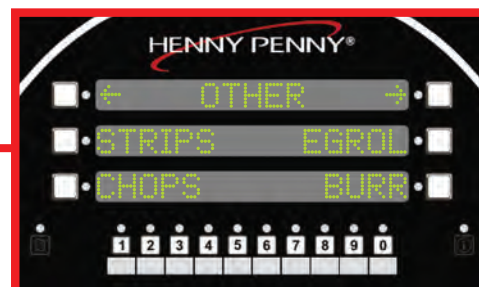 HENNY PENNY®
← OTHER →
STRIPS EGROL
CHOPS BURR
1 2 3 4 5 6 7 8 9 0